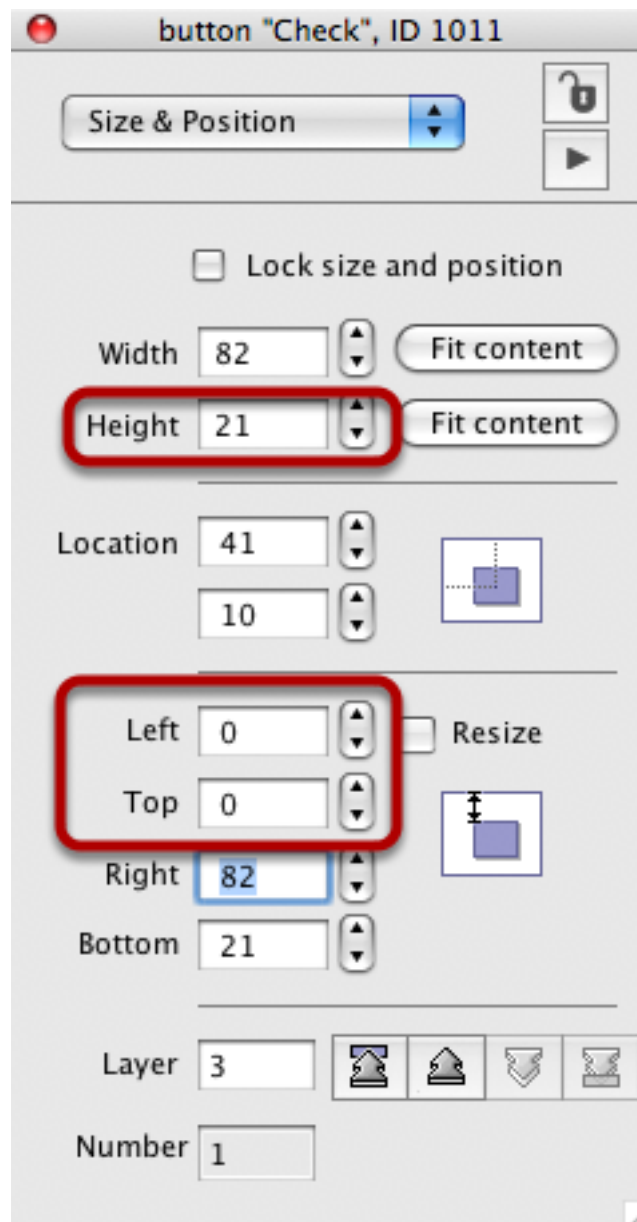 button "Check", ID 1011
Size & Position
Lock size and position
Width 82 Fit content
Height 21 Fit content
Location 41
10
Left 0 Resize
Top 0
Right 82
Bottom 21
Layer 3
Number 1